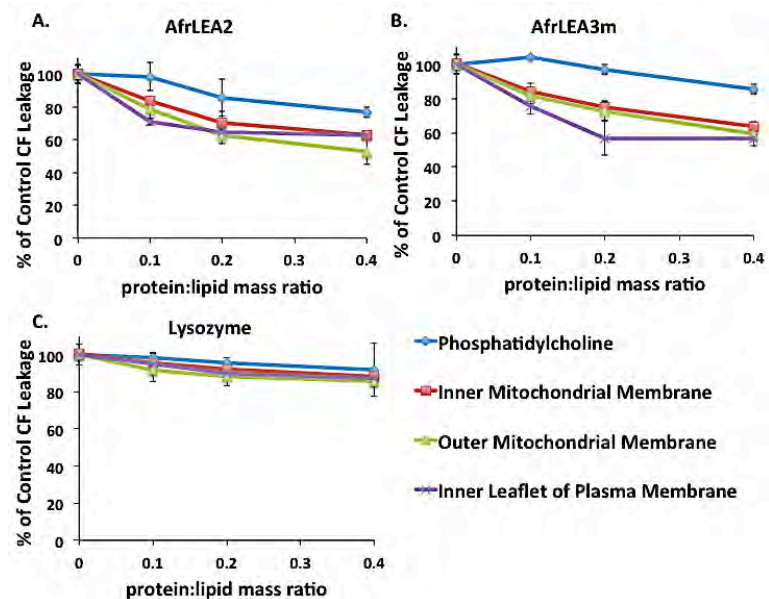 A.
AfrLEA2
% of Control CF Leakage
100
80
60
40
20
0
0 0.1 0.2 0.3 0.4
protein:lipid mass ratio
B.
AfrLEA3m
% of Control CF Leakage
100
80
60
40
20
0
0 0.1 0.2 0.3 0.4
protein:lipid mass ratio
C.
Lysozyme
% of Control CF Leakage
100
80
60
40
20
0
0 0.1 0.2 0.3 0.4
protein:lipid mass ratio
Phosphatidylcholine
Inner Mitochondrial Membrane
Outer Mitochondrial Membrane
Inner Leaflet of Plasma Membrane